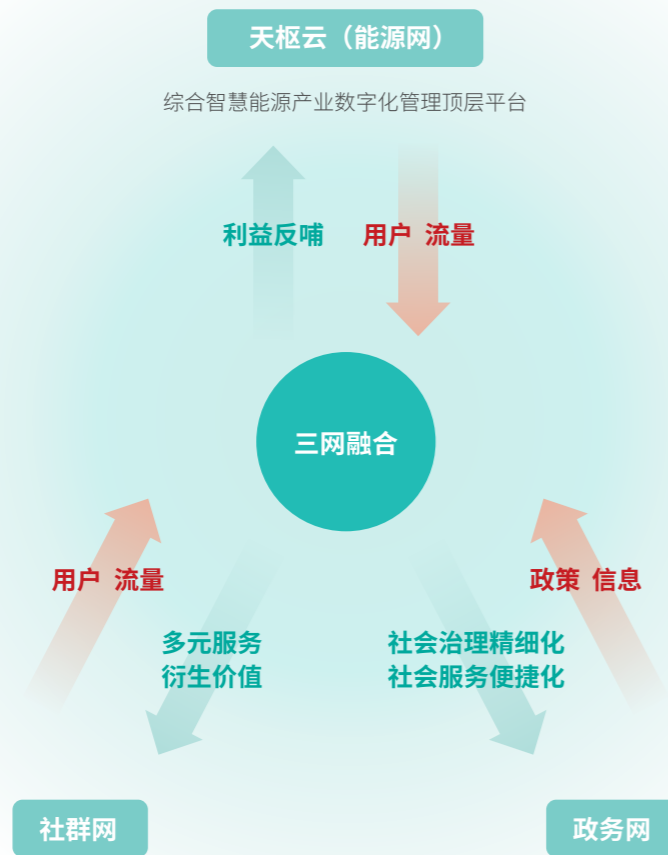 天枢云（能源网）
综合智慧能源产业数字化管理顶层平台
利益反哺
用户 流量
三网融合
用户 流量
政策 信息
多元服务
衍生价值
社会治理精细化
社会服务便捷化
社群网
政务网